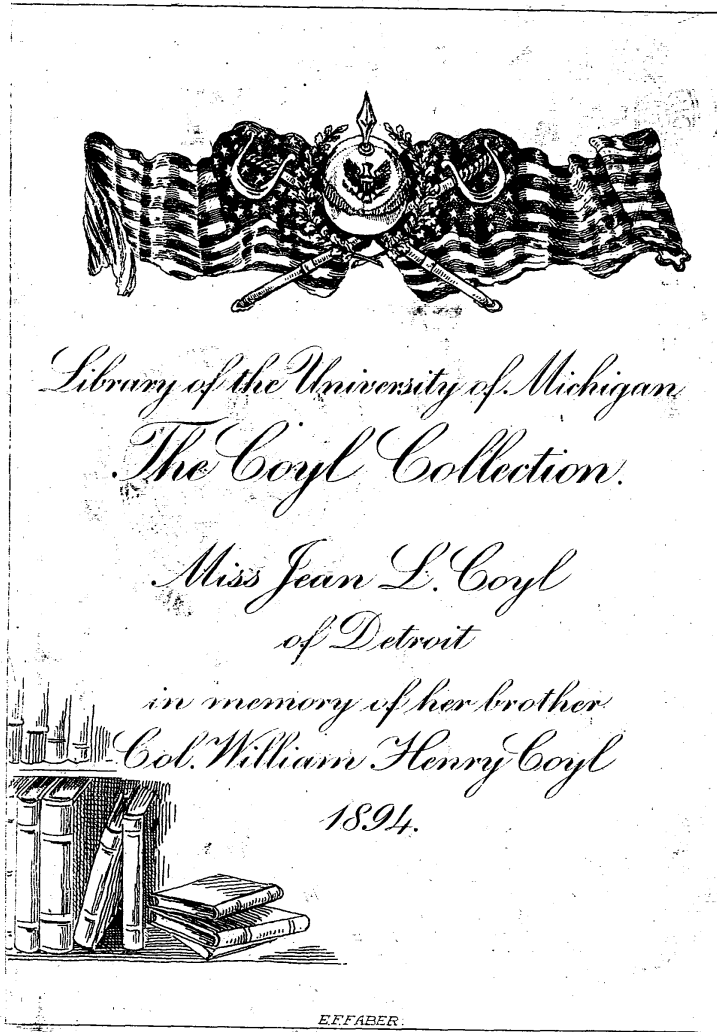 Library of the University of Michigan
The Coyl Collection.
Miss Jean L. Coyl
of Detroit
in memory of her brother
Col. William Henry Coyl
1894.
E.F.FABER.